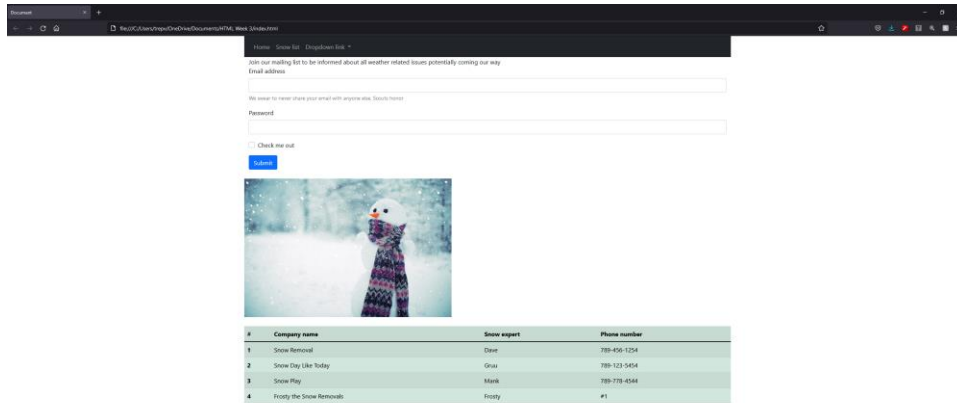 Document
file:///C:/Users/trepo/OneDrive/Documents/HTML Week 3/index.html
Home Snow list Dropdown link
Join our mailing list to be informed about all weather related issues potentially coming our way
Email address
We swear to never share your email with anyone else. Scouts honor
Password
Check me out
Submit
# Company name Snow expert Phone number
1 Snow Removal Dave 789-456-1254
2 Snow Day Like Today Gruu 789-123-5454
3 Snow Play Mank 789-778-4544
4 Frosty the Snow Removals Frosty #1